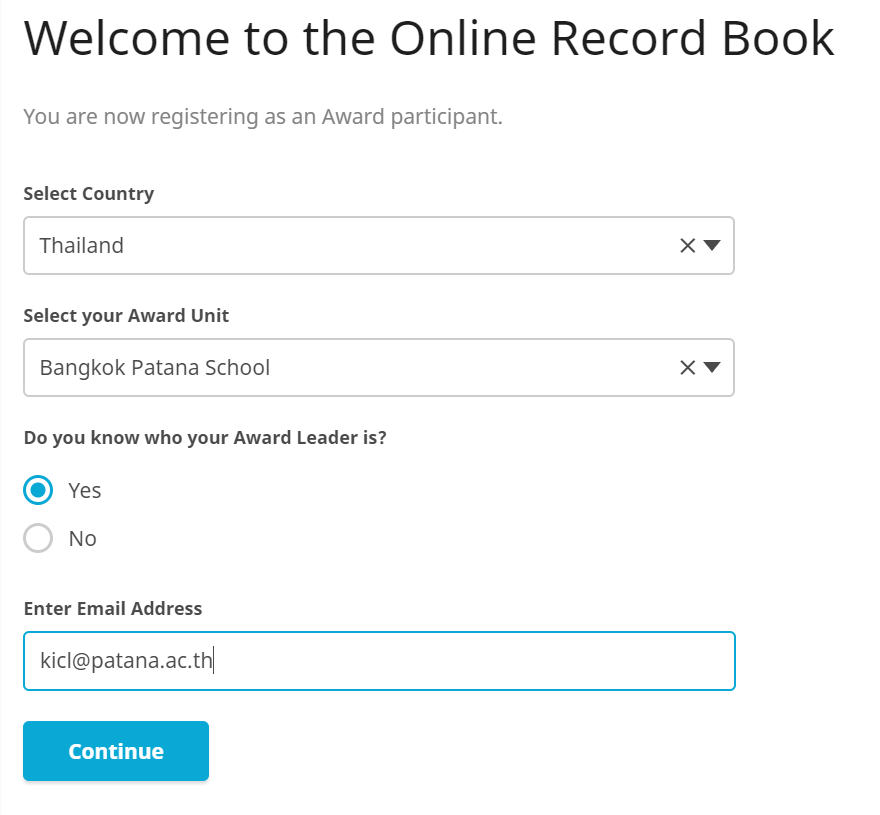 Welcome to the Online Record Book
You are now registering as an Award participant.
Select Country
Thailand
Select your Award Unit
Bangkok Patana School
Do you know who your Award Leader is?
Yes
No
Enter Email Address
kicl@patana.ac.th
Continue